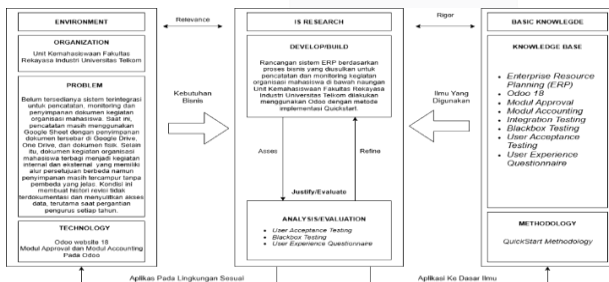 ENVIRONMENT
ORGANIZATION
Unit Kemahasiswaan Fakultas
Rekayasa Industri Universitas Telkom
PROBLEM
Belum tersedianya sistem terintegrasi
untuk pencatatan, monitoring dan
penyimpanan dokumen kegiatan
organisasi mahasiswa. Saat ini,
pencatatan masih menggunakan
Google Sheet dengan penyimpanan
dokumen tersebar di Google Drive,
One Drive, dan dokumen fisik. Selain
itu, dokumen kegiatan organisasi
mahasiswa terbagi menjadi kegiatan
internal dan eksternal yang memiliki
alur persetujuan berbeda namun
penyimpanan masih tercampur tanpa
pembeda yang jelas. Kondisi ini
membuat histori revisi tidak
terdokumentasi dan menyulitkan akses
data, terutama saat pergantian
pengurus setiap tahun.
TECHNOLOGY
Odoo website 18
Modul Approval dan Modul Accounting
Pada Odoo
Relevance
Kebutuhan
Bisnis
IS RESEARCH
DEVELOP/BUILD
Rancangan sistem ERP berdasarkan
proses bisnis yang diusulkan untuk
pencatatan dan monitoring kegiatan
organisasi mahasiswa di bawah naungan
Unit Kemahasiswaan Fakultas Rekayasa
Industri Universitas Telkom dilakukan
menggunakan Odoo dengan metode
implementasi Quickstart.
Asses
Refine
Justify/Evaluate
ANALYSIS/EVALUATION
• User Acceptance Testing
• Blackbox Testing
• User Experience Questionnaire
Rigor
Ilmu Yang
Digunakan
BASIC KNOWLEGDE
KNOWLEDGE BASE
• Enterprise Resource
Planning (ERP)
• Odoo 18
• Modul Approval
• Modul Accounting
• Integration Testing
• Blackbox Testing
• User Acceptance
Testing
• User Experience
Questionnaire
METHODOLOGY
QuickStart Methodology
Aplikas Pada Lingkungan Sesuai
Aplikasi Ke Dasar Ilmu